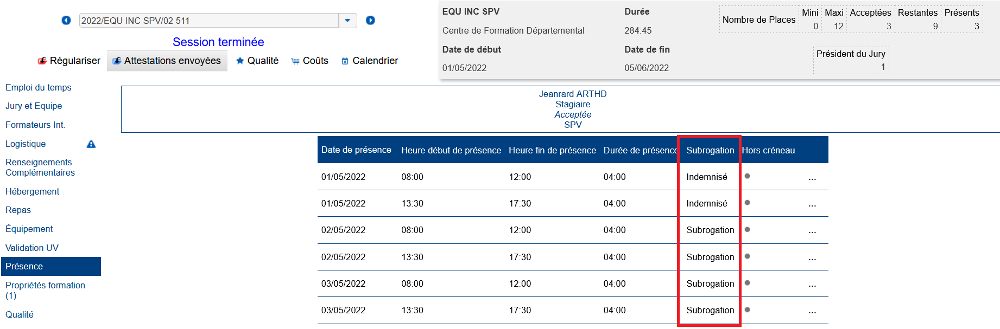 2022/EQU INC SPV/02 511
Session terminée
Régulariser Attestations envoyées Qualité Coûts Calendrier
EQU INC SPV Durée
Centre de Formation Départemental 284:45
Date de début Date de fin
01/05/2022 05/06/2022
Nombre de Places Mini Maxi Acceptées Restantes Présents
0 12 3 9 3
Président du Jury
1
Emploi du temps
Jury et Equipe
Formateurs Int.
Logistique
Renseignements
Complémentaires
Hébergement
Repas
Équipement
Validation UV
Présence
Propriétés formation
(1)
Qualité
Jeanrard ARTHD
Stagiaire
Acceptée
SPV
Date de présence Heure début de présence Heure fin de présence Durée de présence Subrogation Hors créneau
01/05/2022 08:00 12:00 04:00 Indemnisé ...
01/05/2022 13:30 17:30 04:00 Indemnisé ...
02/05/2022 08:00 12:00 04:00 Subrogation ...
02/05/2022 13:30 17:30 04:00 Subrogation ...
03/05/2022 08:00 12:00 04:00 Subrogation ...
03/05/2022 13:30 17:30 04:00 Subrogation ...